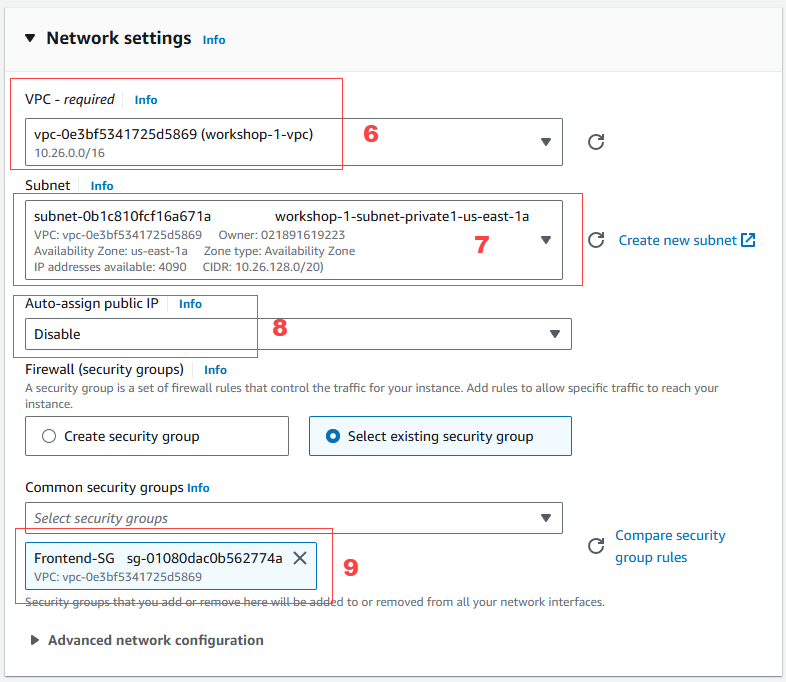 Network settings Info
VPC - required Info
vpc-0e3bf5341725d5869 (workshop-1-vpc)
10.26.0.0/16
6
Subnet Info
subnet-0b1c810fcf16a671a workshop-1-subnet-private1-us-east-1a
VPC: vpc-0e3bf5341725d5869 Owner: 021891619223
Availability Zone: us-east-1a Zone type: Availability Zone
IP addresses available: 4090 CIDR: 10.26.128.0/20)
7
Create new subnet
Auto-assign public IP Info
Disable
8
Firewall (security groups) Info
A security group is a set of firewall rules that control the traffic for your instance. Add rules to allow specific traffic to reach your
instance.
Create security group
Select existing security group
Common security groups Info
Select security groups
Frontend-SG sg-01080dac0b562774a
VPC: vpc-0e3bf5341725d5869
9
Compare security
group rules
Security groups that you add or remove here will be added to or removed from all your network interfaces.
Advanced network configuration